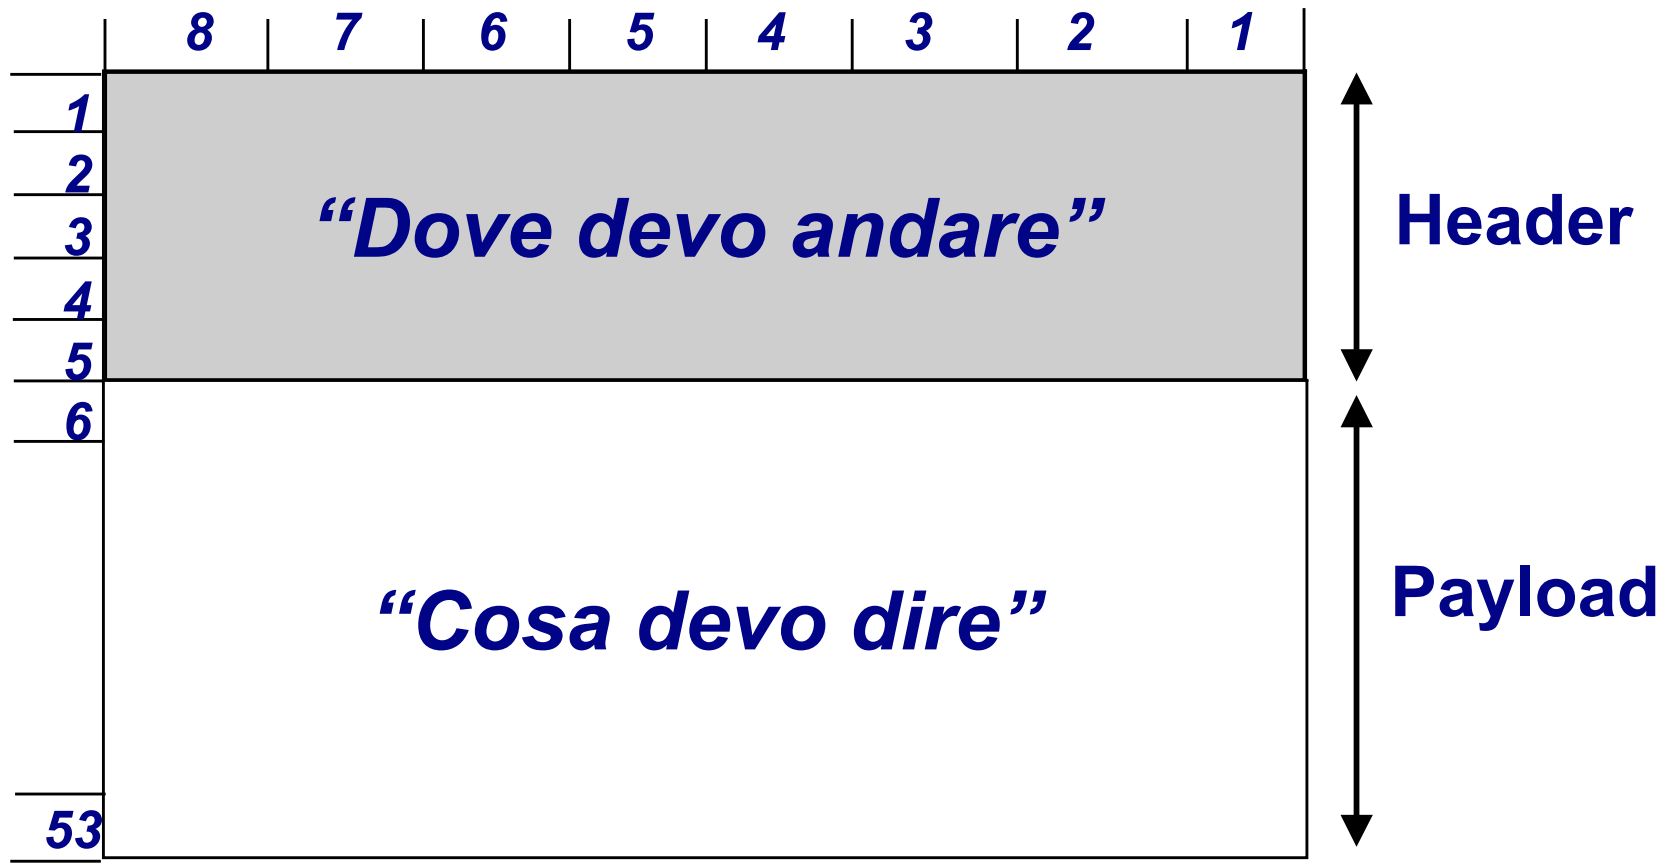 8 7 6 5 4 3 2 1
1
2
3
4
5
6
53
“Dove devo andare”
Header
“Cosa devo dire”
Payload